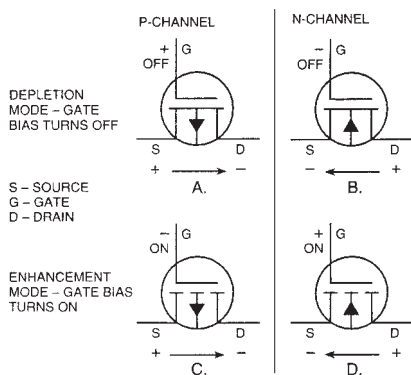 P-CHANNEL
N-CHANNEL
+ G
OFF
– G
OFF
DEPLETION
MODE – GATE
BIAS TURNS OFF
S D
+ –
A.
S D
– +
B.
S – SOURCE
G – GATE
D – DRAIN
– G
ON
+ G
ON
ENHANCEMENT
MODE – GATE BIAS
TURNS ON
S D
+ –
C.
S D
– +
D.